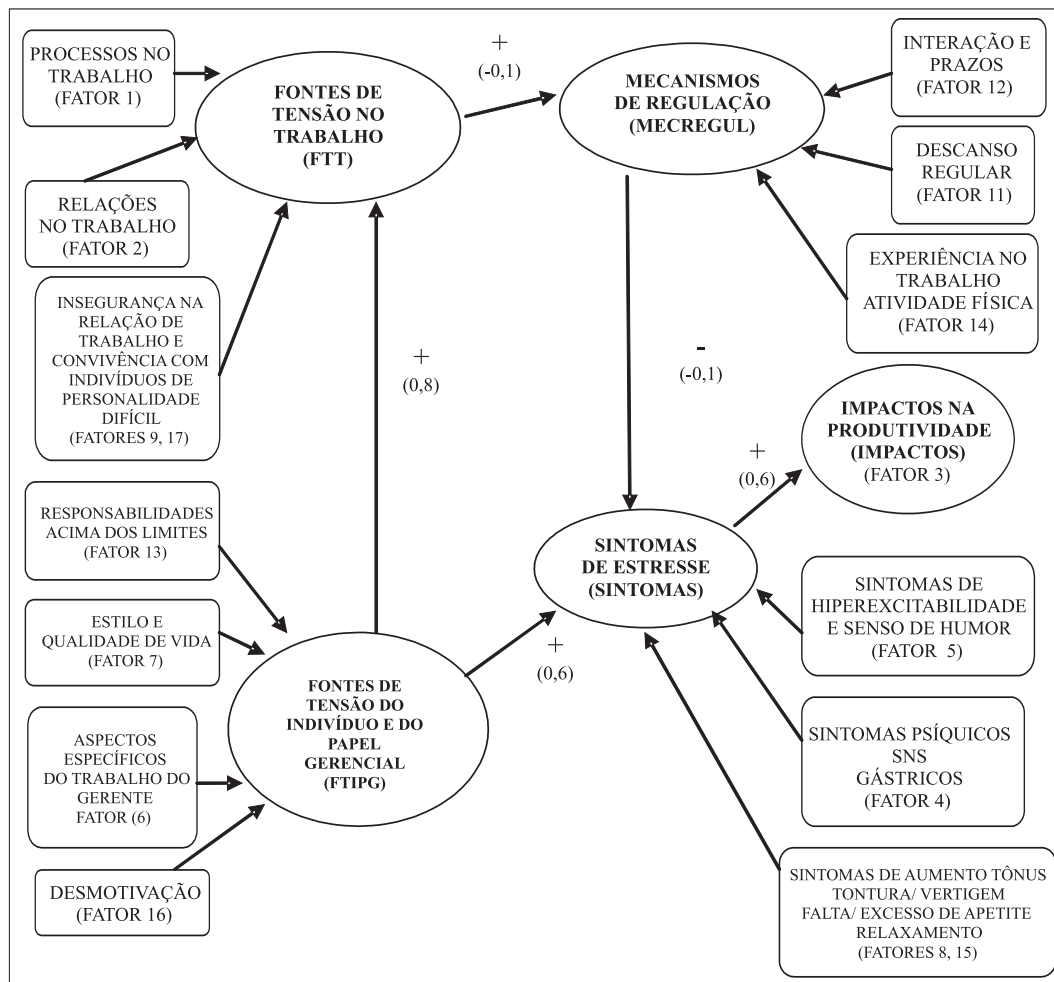 PROCESSOS NO
TRABALHO
(FATOR 1)
RELAÇÕES
NO TRABALHO
(FATOR 2)
INSEGURANÇA NA
RELAÇÃO DE
TRABALHO E
CONVIVÊNCIA COM
INDIVÍDUOS DE
PERSONALIDADE
DIFÍCIL
(FATORES 9, 17)
RESPONSABILIDADES
ACIMA DOS LIMITES
(FATOR 13)
ESTILO E
QUALIDADE DE VIDA
(FATOR 7)
ASPECTOS
ESPECÍFICOS
DO TRABALHO DO
GERENTE
FATOR (6)
DESMOTIVAÇÃO
(FATOR 16)
FONTES DE
TENSÃO NO
TRABALHO
(FTT)
+
(-0,1)
+
(0,8)
FONTES DE
TENSÃO DO
INDIVÍDUO E DO
PAPEL
GERENCIAL
(FTIPG)
+
(0,6)
MECANISMOS
DE REGULAÇÃO
(MECREGUL)
-
(-0,1)
SINTOMAS
DE ESTRESSE
(SINTOMAS)
+
(0,6)
IMPACTOS NA
PRODUTIVIDADE
(IMPACTOS)
(FATOR 3)
INTERAÇÃO E
PRAZOS
(FATOR 12)
DESCANSO
REGULAR
(FATOR 11)
EXPERIÊNCIA NO
TRABALHO
ATIVIDADE FÍSICA
(FATOR 14)
SINTOMAS DE
HIPEREXCITABILIDADE
E SENSO DE HUMOR
(FATOR 5)
SINTOMAS PSÍQUICOS
SNS
GÁSTRICOS
(FATOR 4)
SINTOMAS DE AUMENTO TÔNUS
TONTURA/ VERTIGEM
FALTA/ EXCESSO DE APETITE
RELAXAMENTO
(FATORES 8, 15)